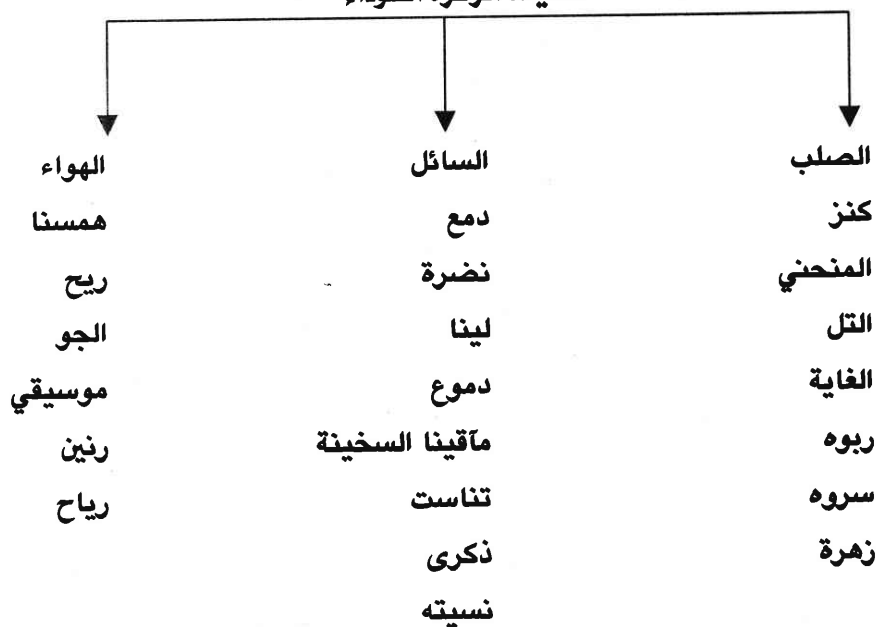 الصلب السائل الهواء
كنز دمع همسنا
المنحني نضرة ريح
التل لينا الجو
الغاية دموع موسيقي
ربوه مآقينا السخينة رنين
سروه تناست رياح
زهرة ذكرى
نسيته